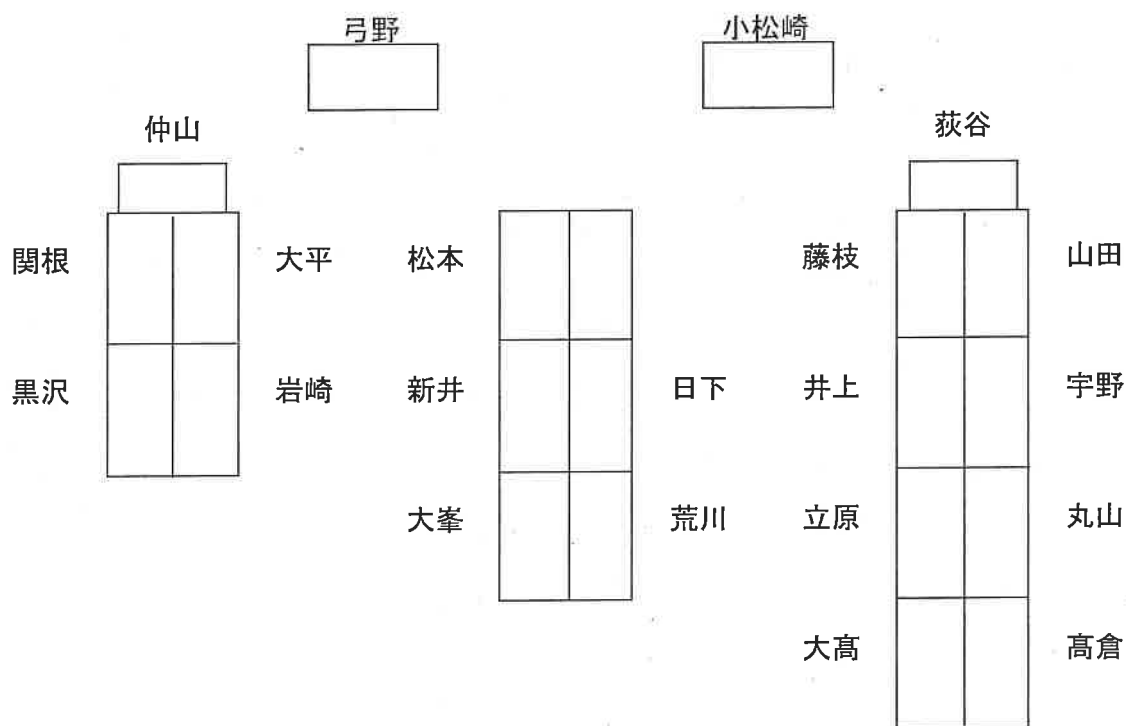 弓野 小松崎
仲山 荻谷
関根 大平 松本 藤枝 山田
黒沢 岩崎 新井 日下 井上 宇野
大峯 荒川 立原 丸山
大髙 髙倉